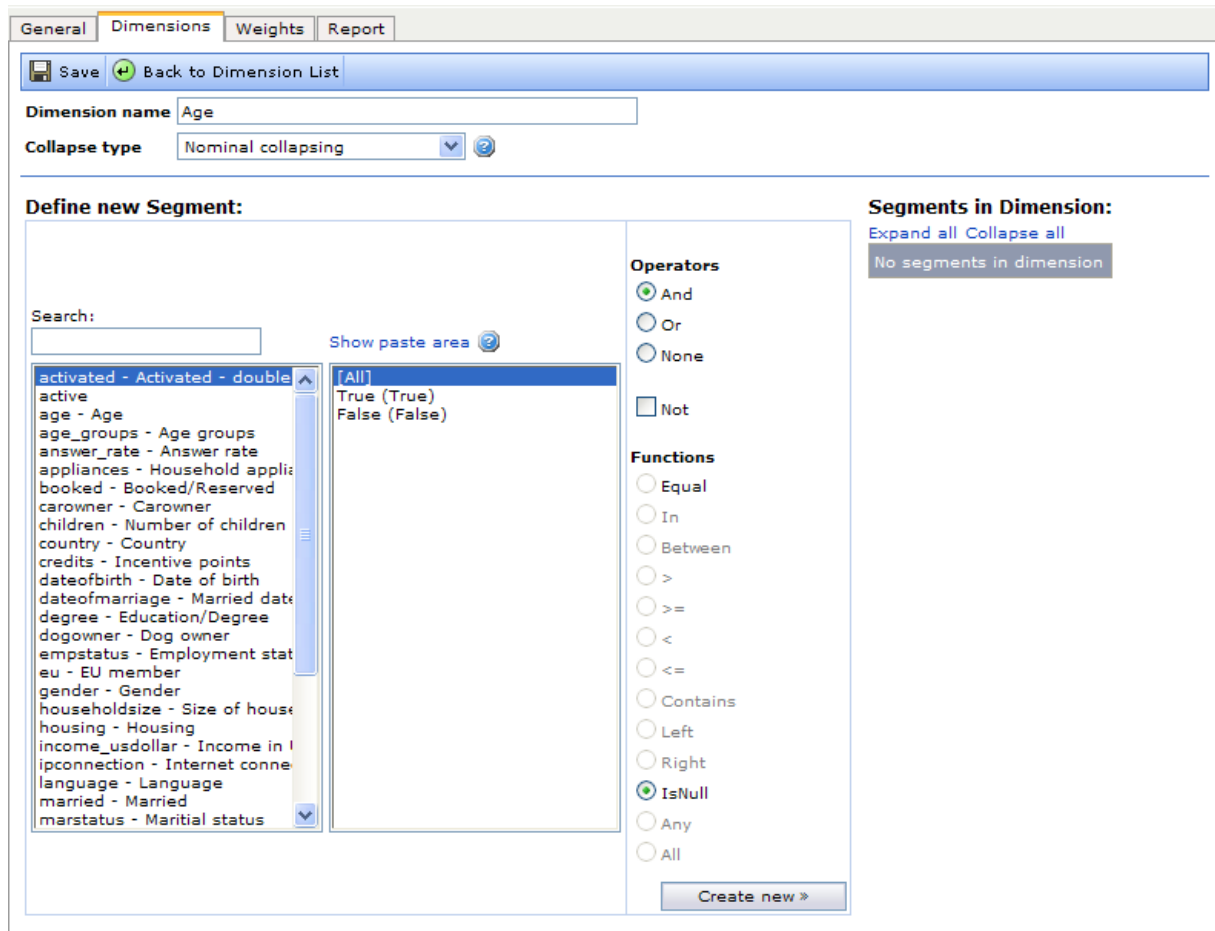 General Dimensions Weights Report
Save Back to Dimension List
Dimension name Age
Collapse type Nominal collapsing
Define new Segment:
Search:
Show paste area
activated - Activated - double
active
age - Age
age_groups - Age groups
answer_rate - Answer rate
appliances - Household applia
booked - Booked/Reserved
carowner - Carowner
children - Number of children
country - Country
credits - Incentive points
dateofbirth - Date of birth
dateofmarriage - Married date
degree - Education/Degree
dogowner - Dog owner
empstatus - Employment stat
eu - EU member
gender - Gender
householdsize - Size of house
housing - Housing
income_usdollar - Income in
ipconnection - Internet conne
language - Language
married - Married
marstatus - Maritial status
[All]
True (True)
False (False)
Operators
And
Or
None
Not
Functions
Equal
In
Between
>
>=
<
<=
Contains
Left
Right
IsNull
Any
All
Create new »
Segments in Dimension:
Expand all Collapse all
No segments in dimension